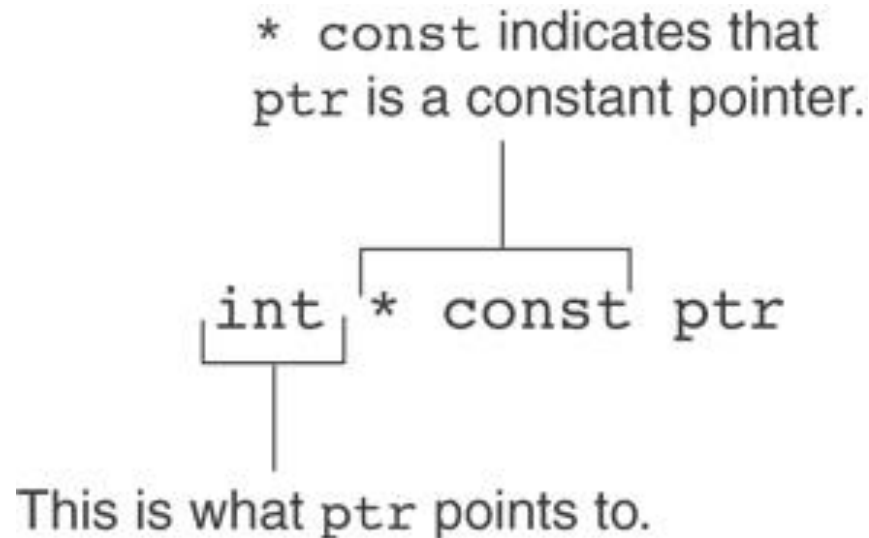 * const indicates that
ptr is a constant pointer.
int * const ptr
This is what ptr points to.